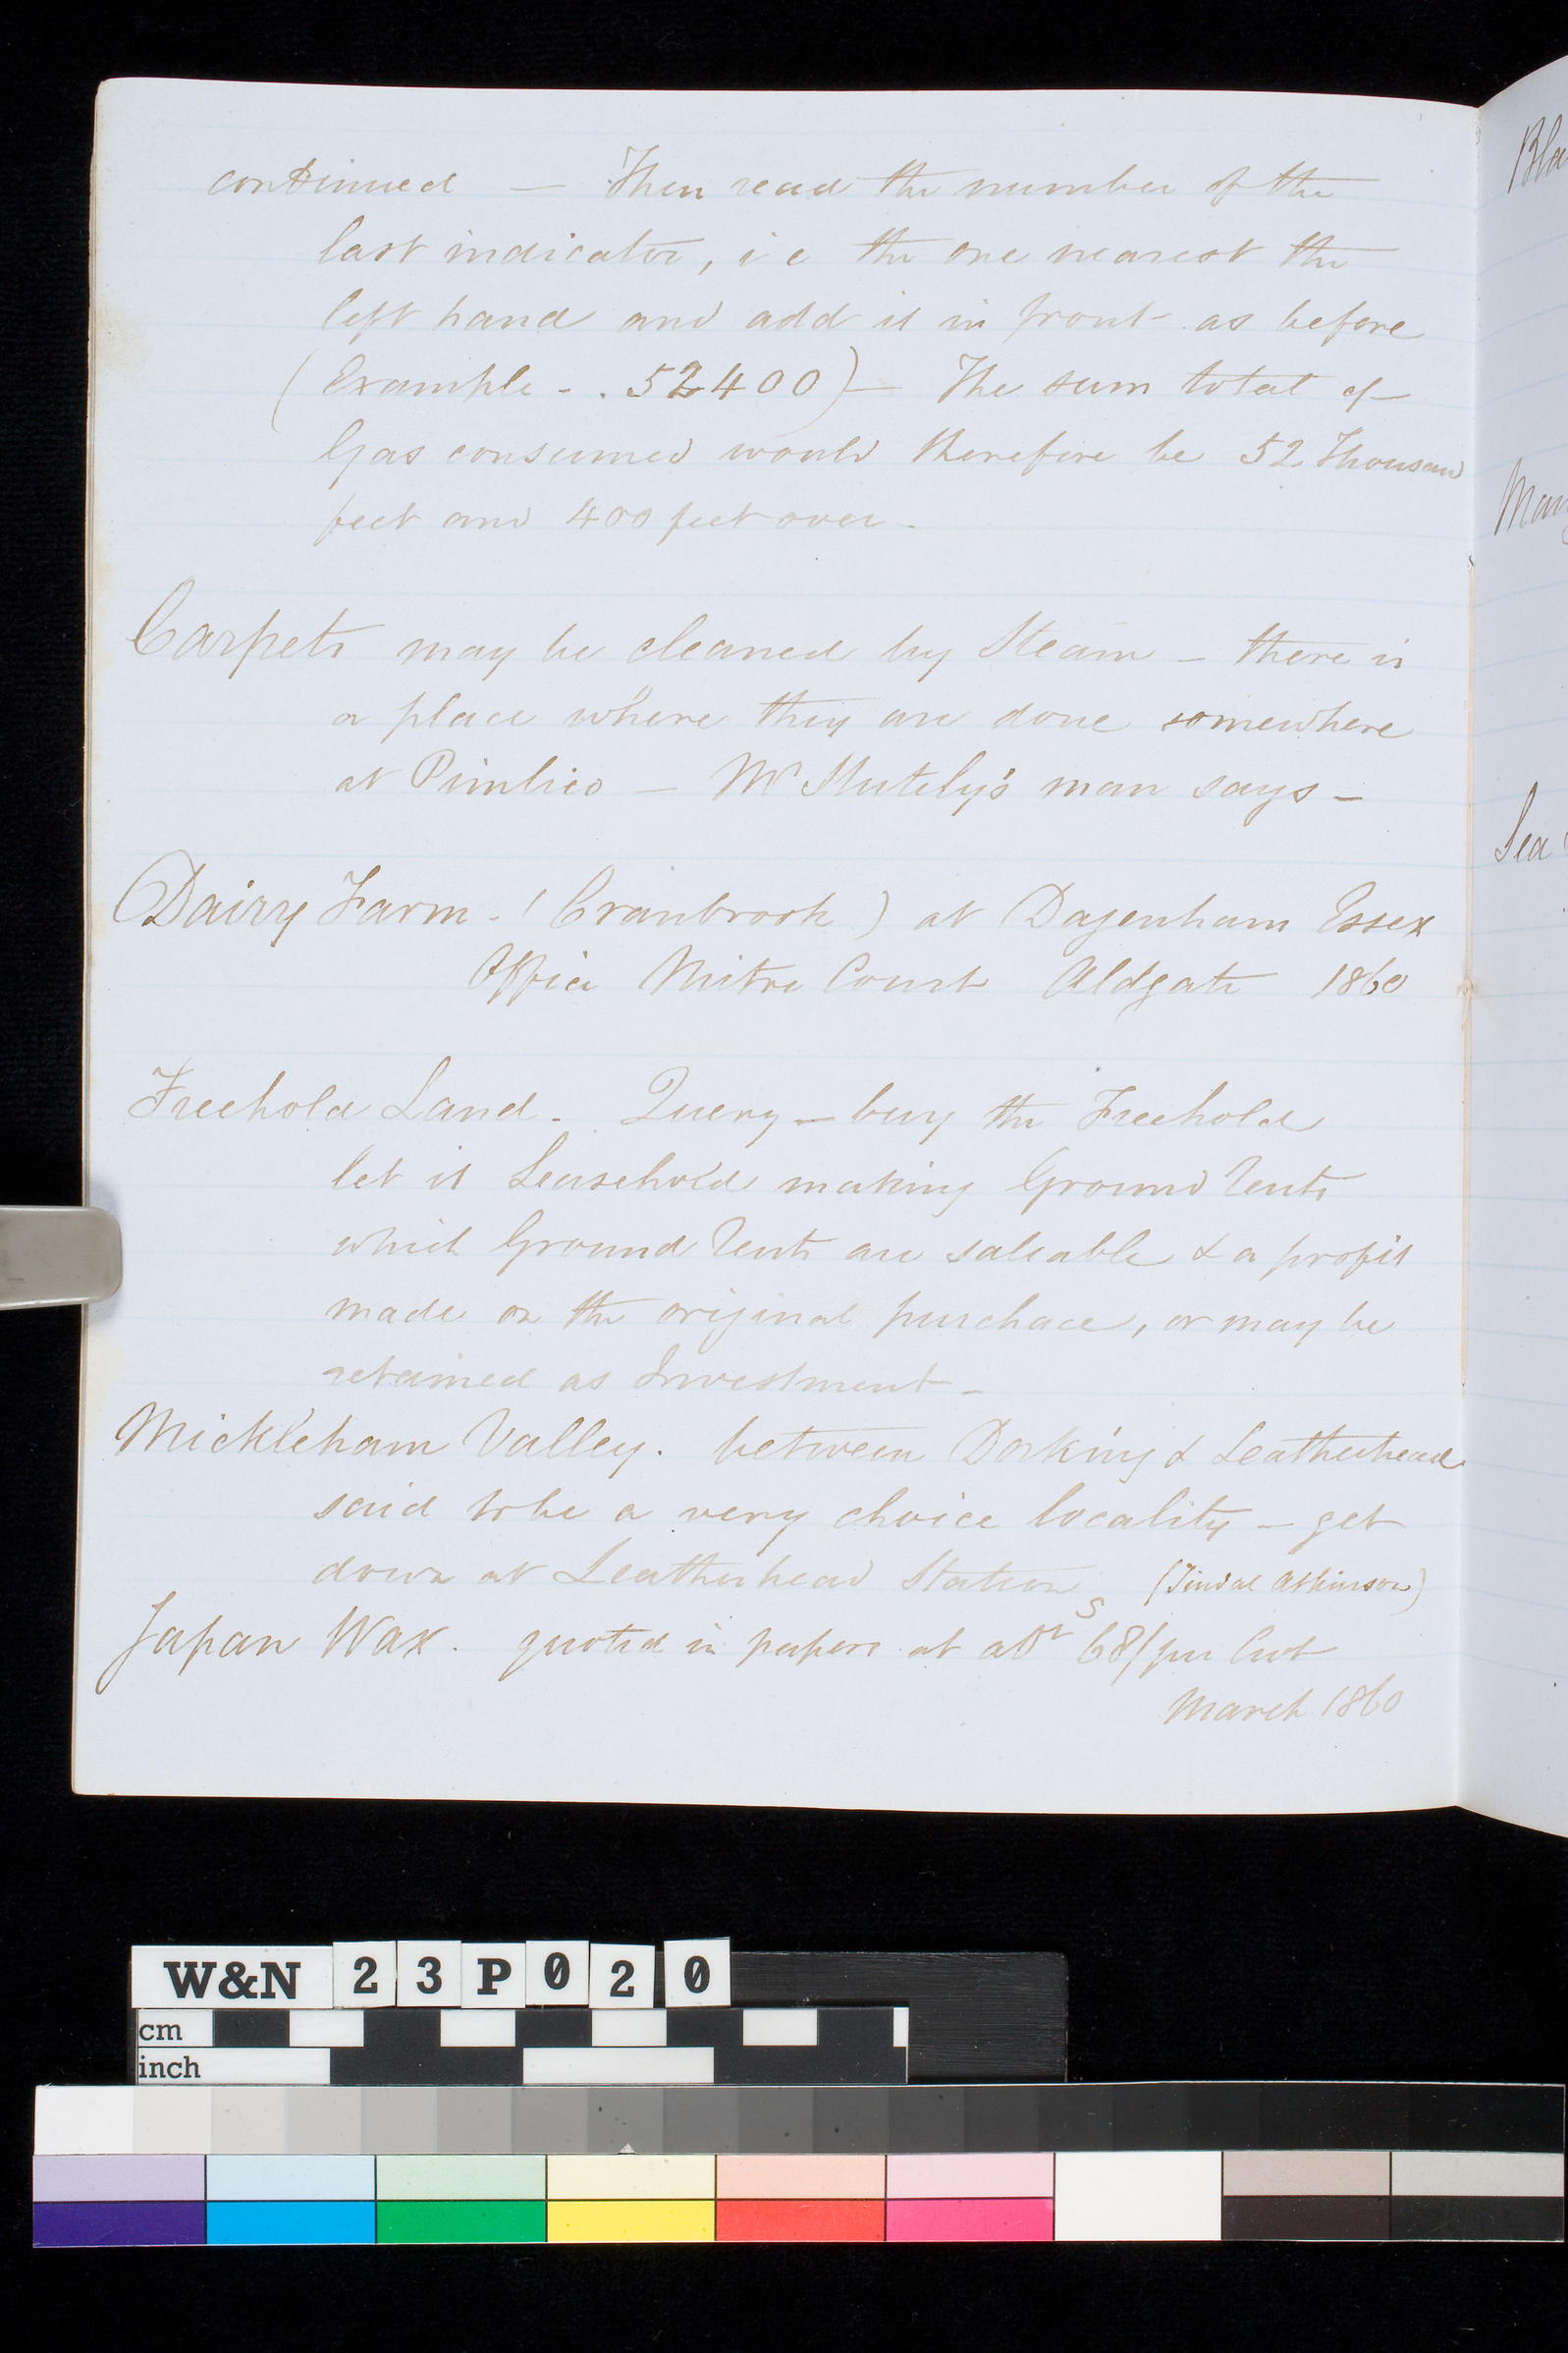 continued — Then read the number of the
last indicator, i e the one nearest the
left hand and add it in front as before
(Example - . 52400) — The sum total of
Gas consumed would therefore be 52 Thousand
feet and 400 feet over -
Carpets may be cleaned by Steam - there is
a place where they are done somewhere
at Pimlico — Mr Stutely's man says —
Dairy Farm - (Cranbrook) at Dagenham Essex
Office Mitre Court Aldgate 1860
Freehold Land - Query - buy the Freehold
let it Leasehold making Ground Rents
which Ground Rents are saleable & a profit
made on the original purchace, or may be
retained as Investment -
Mickleham Valley. between Dorking & Leatherhead
said to be a very choice locality - get
down at Leatherhead Station (Tindal Atkinson)
Japan Wax. quoted in papers at abt 68s/ per Cwt
March 1860
Bla
Man
Sea
W&N 23P020
cm
inch